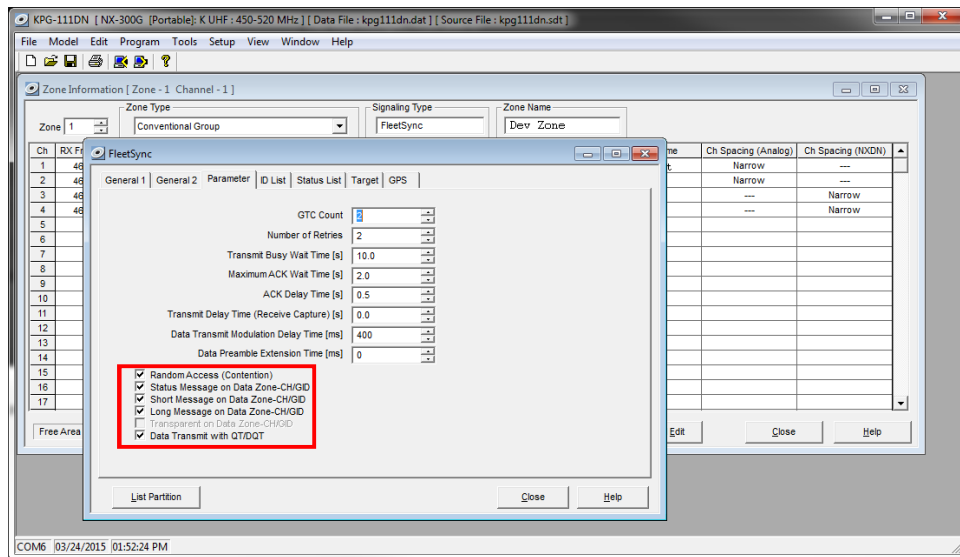 KPG-111DN [ NX-300G [Portable]: K UHF : 450-520 MHz ] [ Data File : kpg111dn.dat ] [ Source File : kpg111dn.sdt ]
File Model Edit Program Tools Setup View Window Help
Zone Information [ Zone - 1 Channel - 1 ]
Zone Type
Signaling Type
Zone Name
Zone 1
Conventional Group
FleetSync
Dev Zone
Ch RX Fr me Ch Spacing (Analog) Ch Spacing (NXDN)
1 46 t Narrow ---
2 46 Narrow ---
3 46 --- Narrow
4 46 --- Narrow
5
6
7
8
9
10
11
12
13
14
15
16
17
Free Area Edit Close Help
FleetSync
General 1 General 2 Parameter ID List Status List Target GPS
GTC Count 2
Number of Retries 2
Transmit Busy Wait Time [s] 10.0
Maximum ACK Wait Time [s] 2.0
ACK Delay Time [s] 0.5
Transmit Delay Time (Receive Capture) [s] 0.0
Data Transmit Modulation Delay Time [ms] 400
Data Preamble Extension Time [ms] 0
Random Access (Contention)
Status Message on Data Zone-CH/GID
Short Message on Data Zone-CH/GID
Long Message on Data Zone-CH/GID
Transparent on Data Zone-CH/GID
Data Transmit with QT/DQT
List Partition Close Help
COM6 03/24/2015 01:52:24 PM